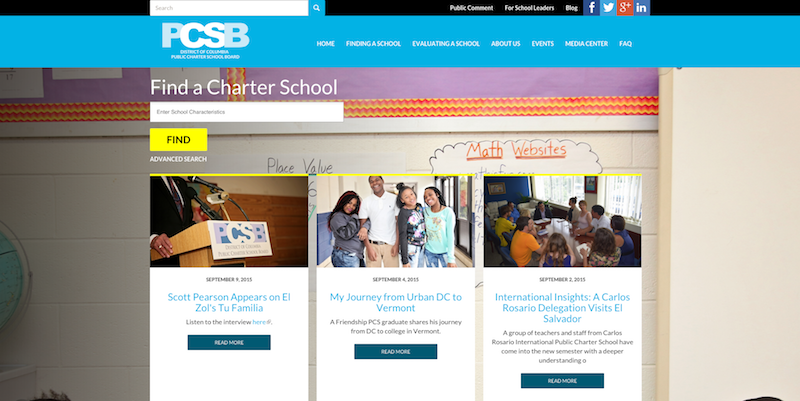 Search
Public Comment
For School Leaders
Blog
PCSB
DISTRICT OF COLUMBIA
PUBLIC CHARTER SCHOOL BOARD
HOME
FINDING A SCHOOL
EVALUATING A SCHOOL
ABOUT US
EVENTS
MEDIA CENTER
FAQ
Find a Charter School
Enter School Characteristics
FIND
ADVANCED SEARCH
Place Value
Math Websites
PCSB
DISTRICT OF COLUMBIA
SEPTEMBER 9, 2015
Scott Pearson Appears on El
Zol's Tu Familia
Listen to the interview here.
READ MORE
SEPTEMBER 4, 2015
My Journey from Urban DC to
Vermont
A Friendship PCS graduate shares his journey
from DC to college in Vermont.
READ MORE
SEPTEMBER 2, 2015
International Insights: A Carlos
Rosario Delegation Visits El
Salvador
A group of teachers and staff from Carlos
Rosario International Public Charter School have
come into the new semester with a deeper
understanding o
READ MORE